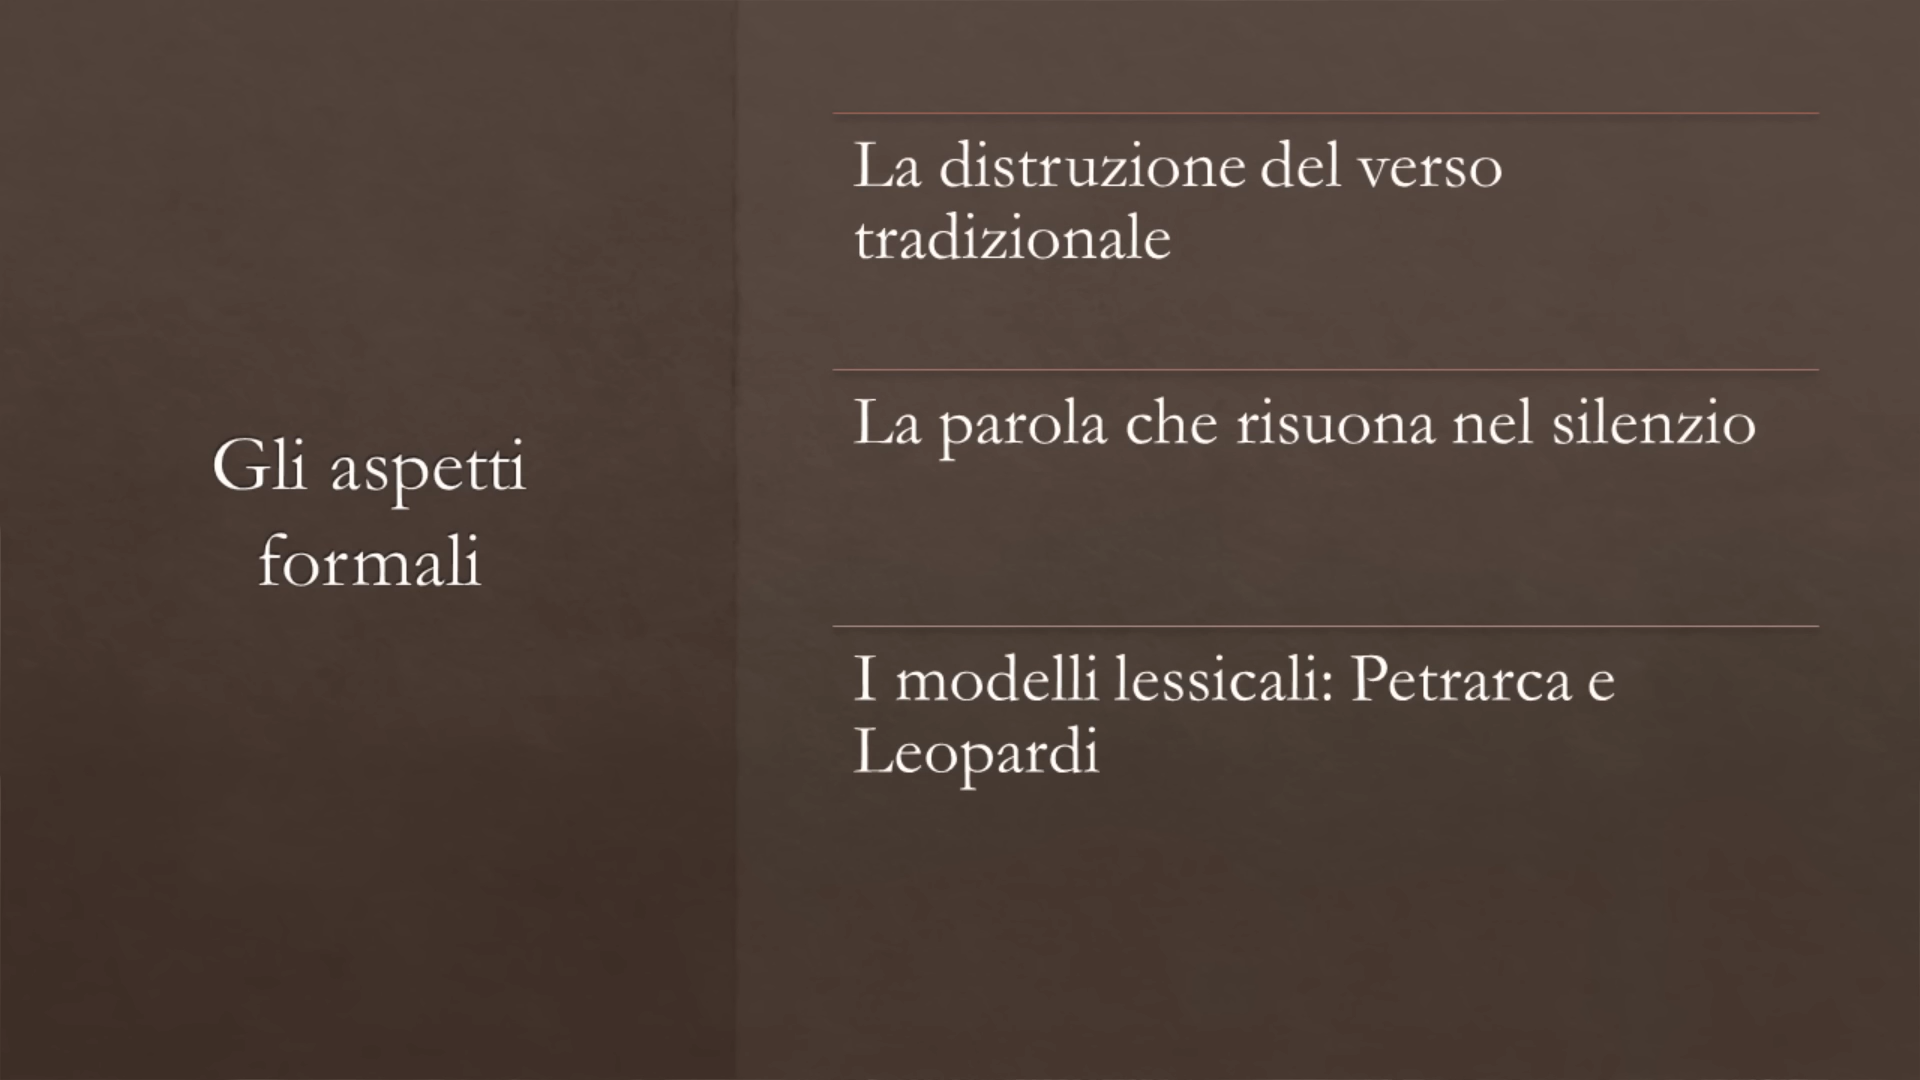 Gli aspetti
formali
La distruzione del verso
tradizionale
La parola che risuona nel silenzio
I modelli lessicali: Petrarca e
Leopardi